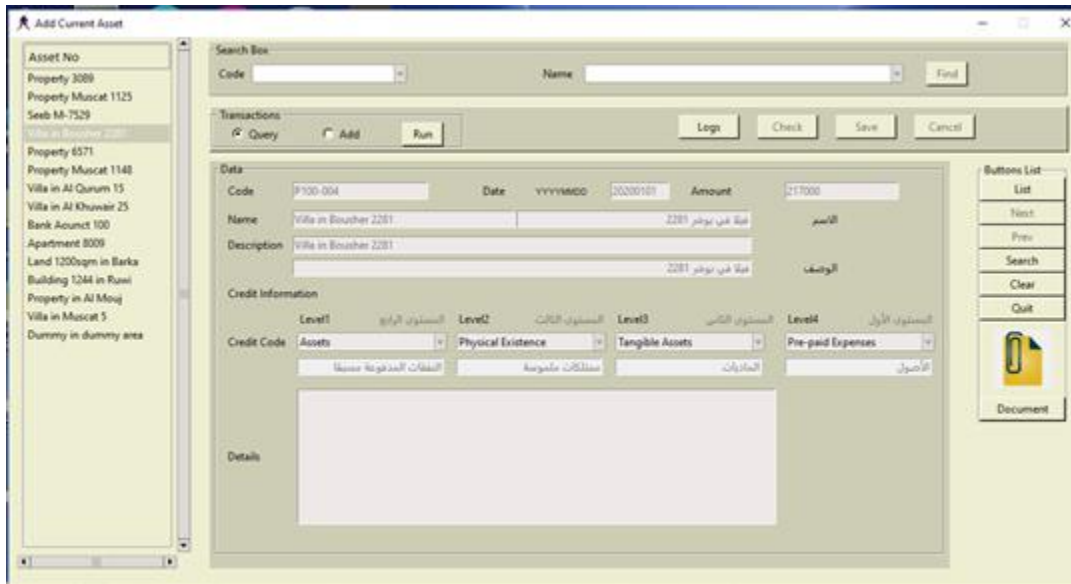 Add Current Asset
Asset No
Property 3089
Property Muscat 1125
Seeb M-7529
Villa in Bousher 2281
Property 6571
Property Muscat 1148
Villa in Al Qurum 15
Villa in Al Khuwair 25
Bank Acounct 100
Apartment 8009
Land 1200sqm in Barka
Building 1244 in Ruwi
Property in Al Mouj
Villa in Muscat 5
Dummy in dummy area
Search Box
Code Name Find
Transactions
Query Add Run Logs Check Save Cancel
Data
Code P100-004 Date YYYYMMDD 20200101 Amount 217000
Name Villa in Bousher 2281 فيلا في بوشر 2281 الاسم
Description Villa in Bousher 2281
فيلا في بوشر 2281 الوصف
Credit Information
Level1 المستوى الرابع Level2 المستوى الثالث Level3 المستوى الثاني Level4 المستوى الأول
Credit Code Assets Physical Existence Tangible Assets Pre-paid Expenses
النفقات المدفوعة مسبقا ممتلكات ملموسة الماديات الأصول
Details
Buttons List
List
Next
Prev
Search
Clear
Quit
Document